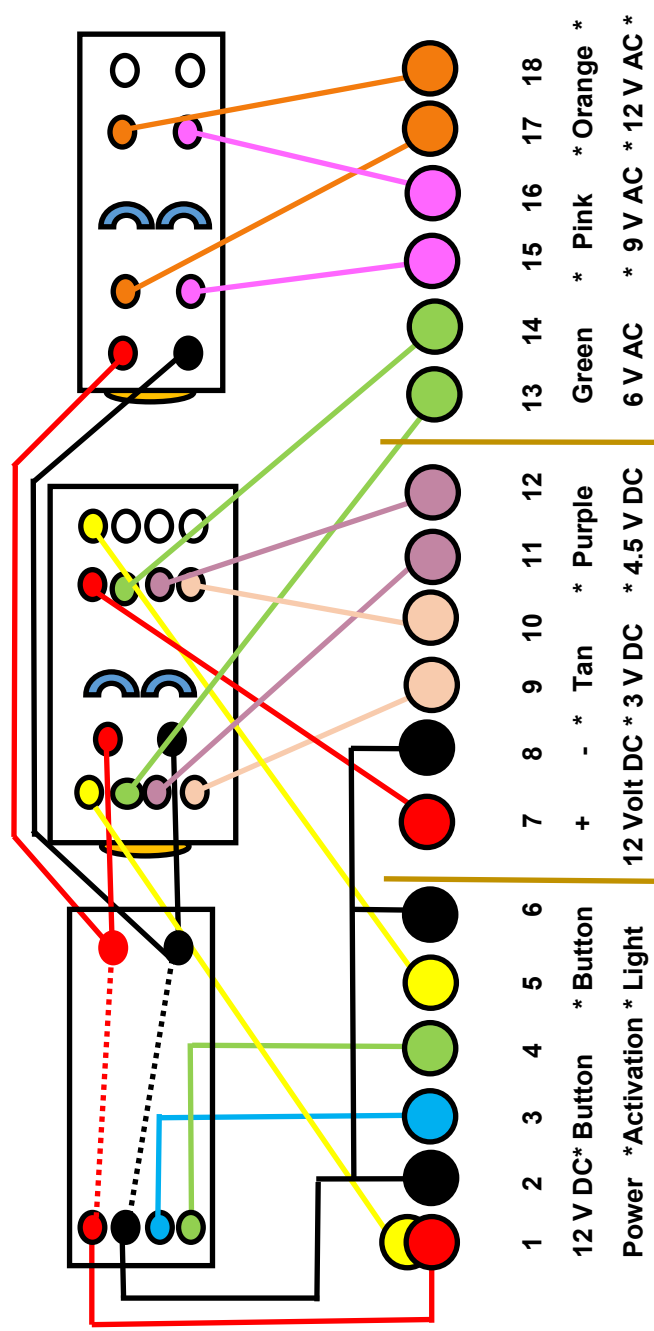 1 2 3 4 5 6 7 8 9 10 11 12 13 14 15 16 17 18
12 V DC* Button * Button + - * Tan * Purple Green * Pink * Orange *
Power *Activation * Light 12 Volt DC * 3 V DC * 4.5 V DC 6 V AC * 9 V AC * 12 V AC *